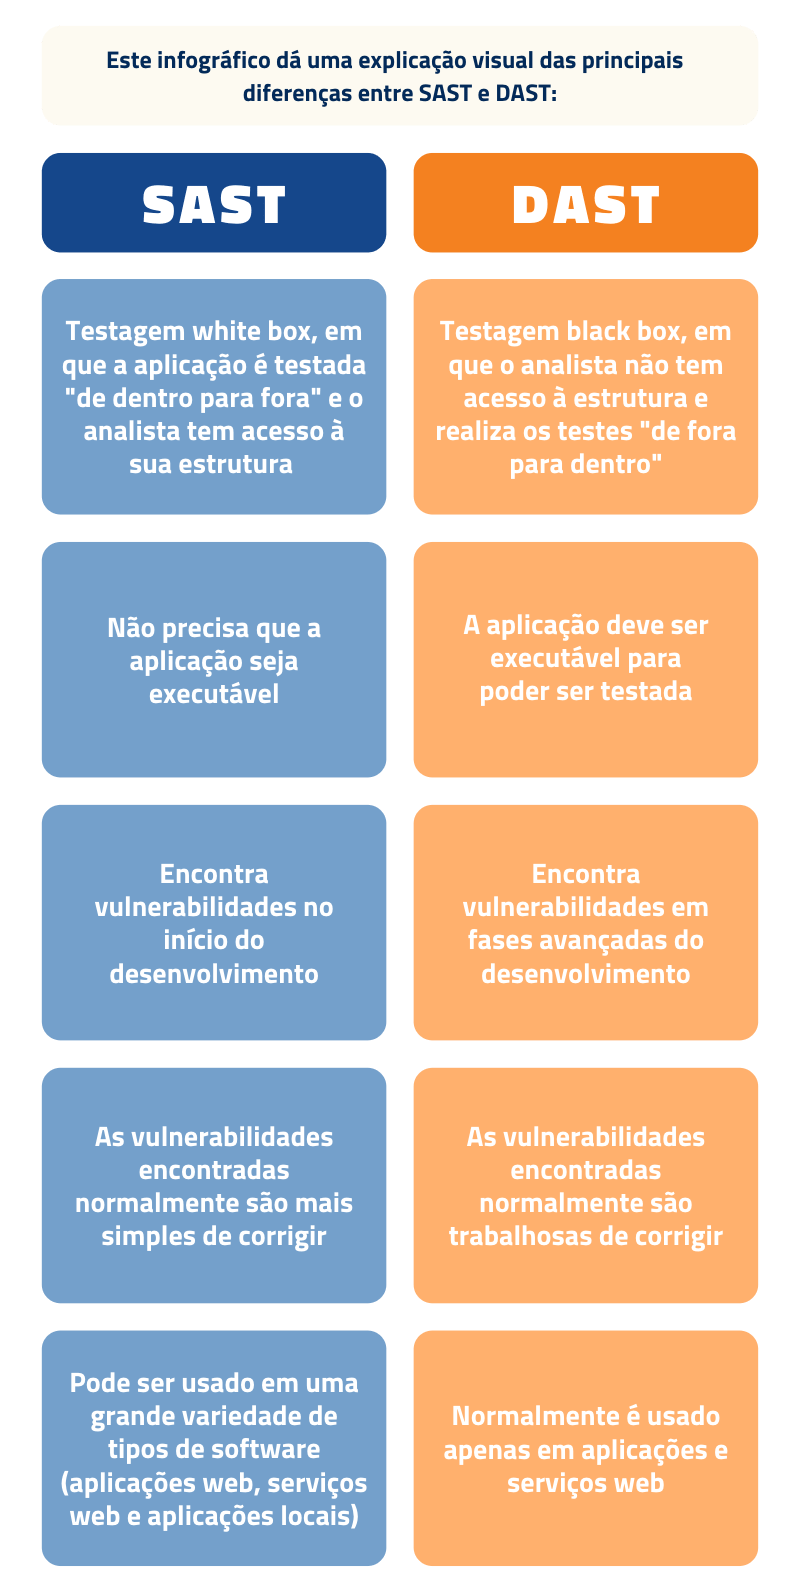 Este infográfico dá uma explicação visual das principais
diferenças entre SAST e DAST:
SAST
DAST
Testagem white box, em
que a aplicação é testada
"de dentro para fora" e o
analista tem acesso à
sua estrutura
Testagem black box, em
que o analista não tem
acesso à estrutura e
realiza os testes "de fora
para dentro"
Não precisa que a
aplicação seja
executável
A aplicação deve ser
executável para
poder ser testada
Encontra
vulnerabilidades no
início do
desenvolvimento
Encontra
vulnerabilidades em
fases avançadas do
desenvolvimento
As vulnerabilidades
encontradas
normalmente são mais
simples de corrigir
As vulnerabilidades
encontradas
normalmente são
trabalhosas de corrigir
Pode ser usado em uma
grande variedade de
tipos de software
(aplicações web, serviços
web e aplicações locais)
Normalmente é usado
apenas em aplicações e
serviços web